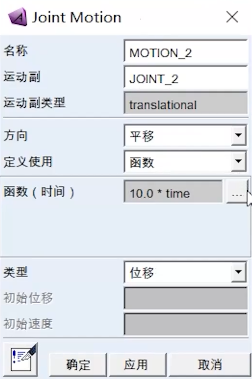 Joint Motion
名称 MOTION_2
运动副 JOINT_2
运动副类型 translational
方向 平移
定义使用 函数
函数（时间） 10.0 * time ...
类型 位移
初始位移
初始速度
确定 应用 取消